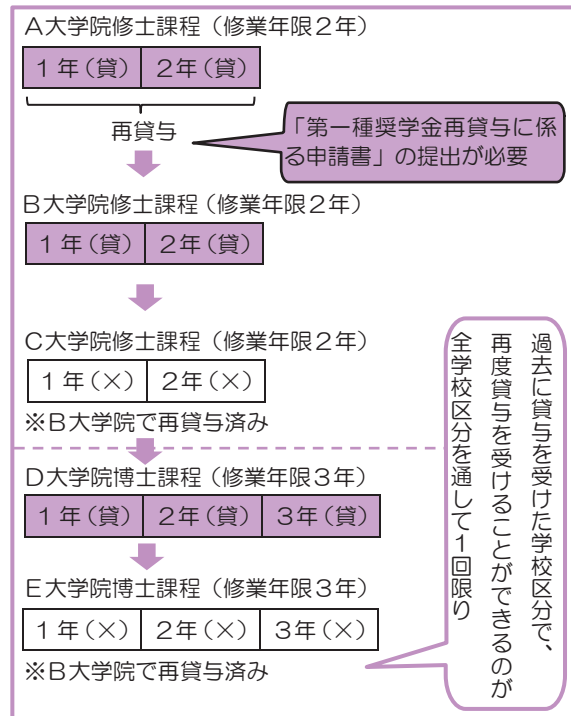 A大学院修士課程（修業年限２年）
１年（貸） ２年（貸）
再貸与
「第一種奨学金再貸与に係
る申請書」の提出が必要
B大学院修士課程（修業年限２年）
１年（貸） ２年（貸）
C大学院修士課程（修業年限２年）
１年（×） ２年（×）
※B大学院で再貸与済み
D大学院博士課程（修業年限３年）
１年（貸） ２年（貸） ３年（貸）
E大学院博士課程（修業年限３年）
１年（×） ２年（×） ３年（×）
※B大学院で再貸与済み
過去に貸与を受けた学校区分で、
再度貸与を受けることができるのが
全学校区分を通して１回限り